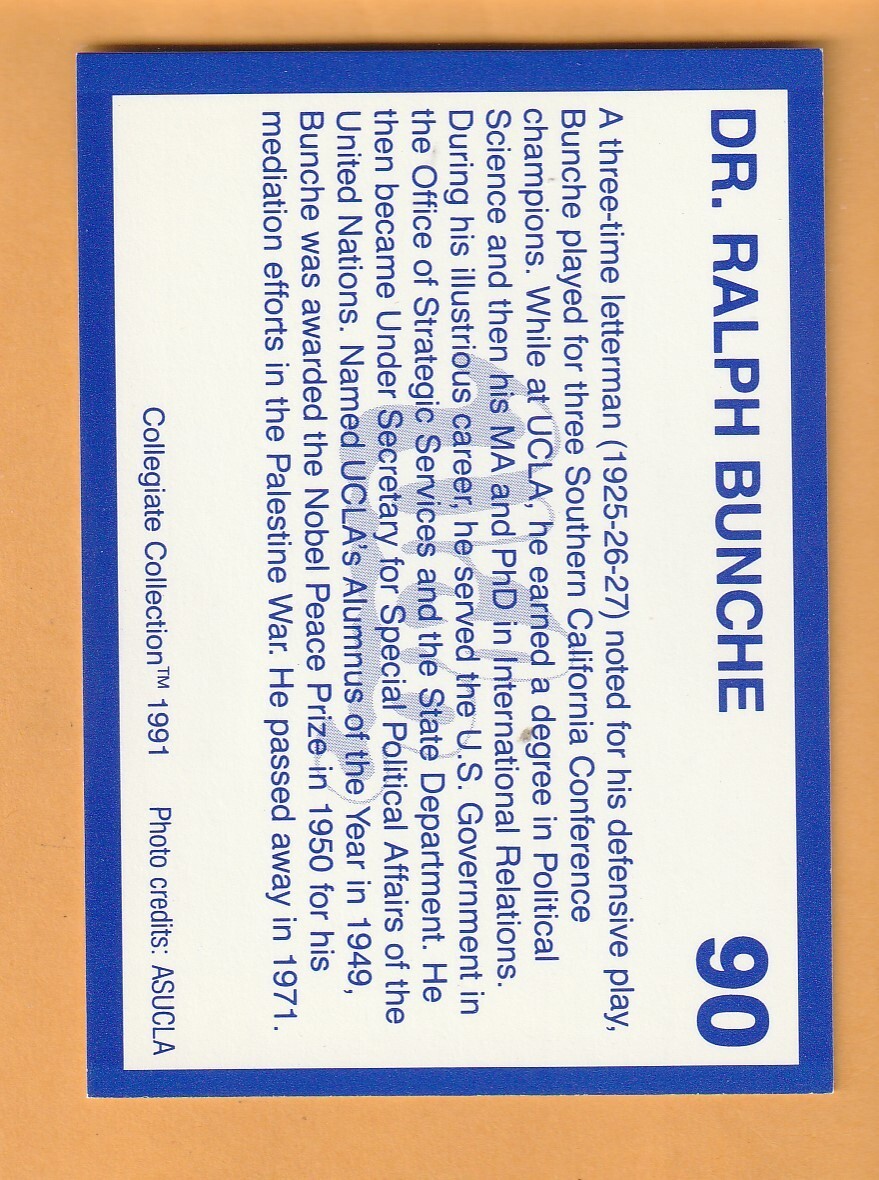 DR. RALPH BUNCHE 90
A three-time letterman (1925-26-27) noted for his defensive play,
Bunche played for three Southern California Conference
champions. While at UCLA, he earned a degree in Political
Science and then his MA and PhD in International Relations.
During his illustrious career, he served the U.S. Government in
the Office of Strategic Services and the State Department. He
then became Under Secretary for Special Political Affairs of the
United Nations. Named UCLA's Alumnus of the Year in 1949,
Bunche was awarded the Nobel Peace Prize in 1950 for his
mediation efforts in the Palestine War. He passed away in 1971.
Collegiate Collection™ 1991 Photo credits: ASUCLA